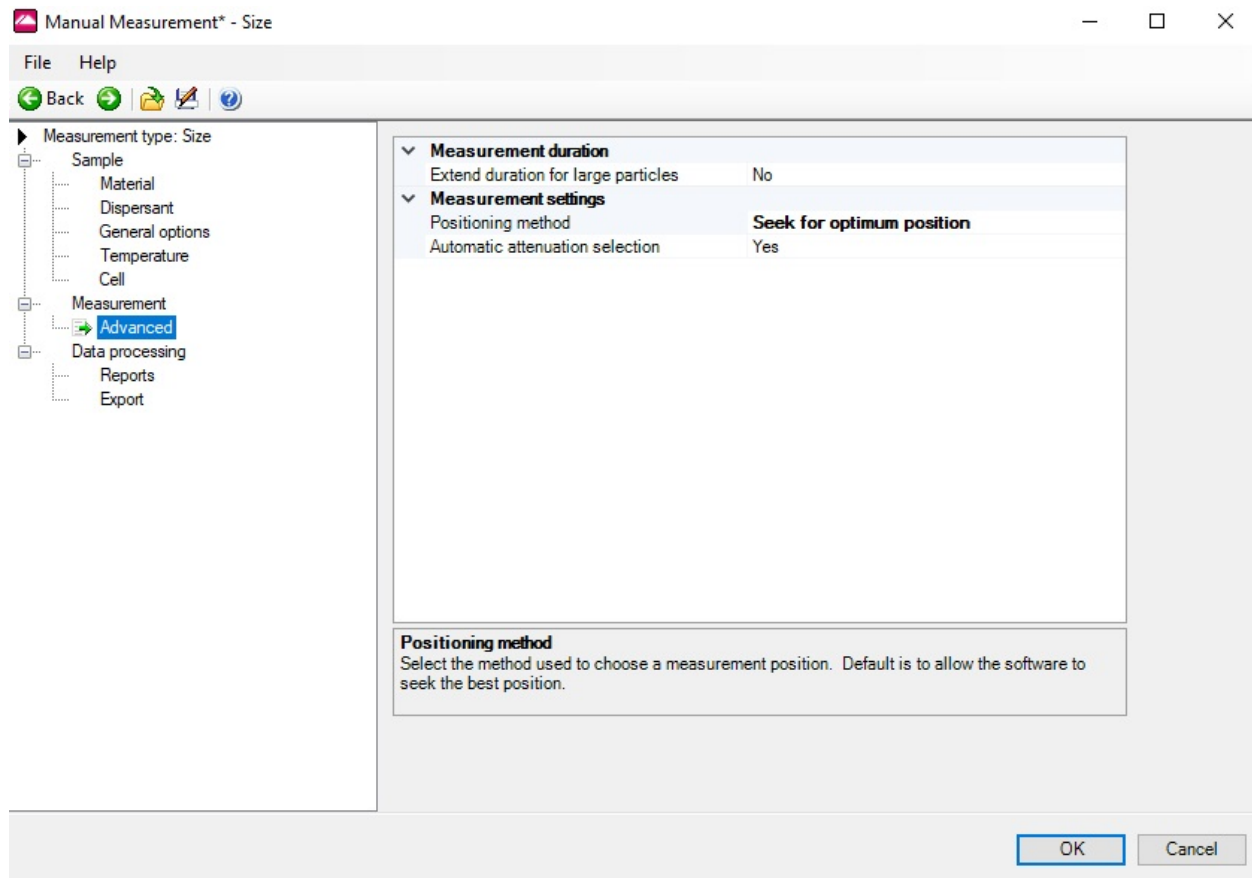 Manual Measurement* - Size
File Help
Back
Measurement type: Size
Sample
Material
Dispersant
General options
Temperature
Cell
Measurement
Advanced
Data processing
Reports
Export
Measurement duration
Extend duration for large particles No
Measurement settings
Positioning method Seek for optimum position
Automatic attenuation selection Yes
Positioning method
Select the method used to choose a measurement position. Default is to allow the software to
seek the best position.
OK Cancel